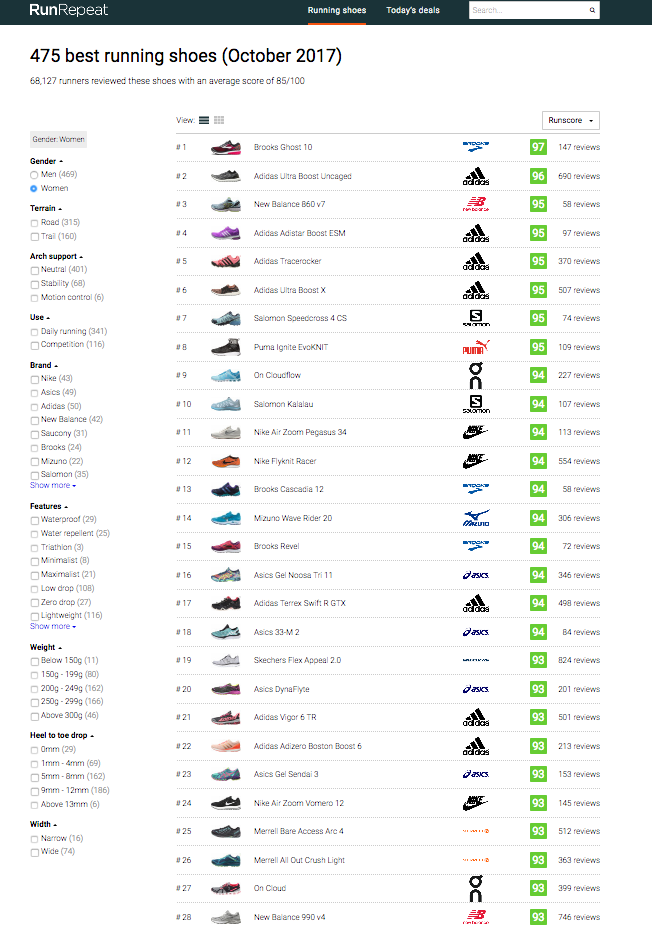 RunRepeat
Running shoes
Today's deals
Search...
475 best running shoes (October 2017)
68,127 runners reviewed these shoes with an average score of 85/100
View:
Runscore
Gender: Women
Gender
Men (469)
Women
Terrain
Road (315)
Trail (160)
Arch support
Neutral (401)
Stability (68)
Motion control (6)
Use
Daily running (341)
Competition (116)
Brand
Nike (43)
Asics (49)
Adidas (50)
New Balance (42)
Saucony (31)
Brooks (24)
Mizuno (22)
Salomon (35)
Show more
Features
Waterproof (29)
Water repellent (25)
Triathlon (3)
Minimalist (8)
Maximalist (21)
Low drop (108)
Zero drop (27)
Lightweight (116)
Show more
Weight
Below 150g (11)
150g - 199g (80)
200g - 249g (162)
250g - 299g (166)
Above 300g (46)
Heel to toe drop
0mm (29)
1mm - 4mm (69)
5mm - 8mm (162)
9mm - 12mm (186)
Above 13mm (6)
Width
Narrow (16)
Wide (74)
# 1 Brooks Ghost 10 BROOKS 97 147 reviews
# 2 Adidas Ultra Boost Uncaged adidas 96 690 reviews
# 3 New Balance 860 v7 new balance 95 58 reviews
# 4 Adidas Adistar Boost ESM adidas 95 97 reviews
# 5 Adidas Tracerocker adidas 95 370 reviews
# 6 Adidas Ultra Boost X adidas 95 507 reviews
# 7 Salomon Speedcross 4 CS salomon 95 74 reviews
# 8 Puma Ignite EvoKNIT PUMA 95 109 reviews
# 9 On Cloudflow on 94 227 reviews
# 10 Salomon Kalalau salomon 94 107 reviews
# 11 Nike Air Zoom Pegasus 34 NIKE 94 113 reviews
# 12 Nike Flyknit Racer NIKE 94 554 reviews
# 13 Brooks Cascadia 12 BROOKS 94 58 reviews
# 14 Mizuno Wave Rider 20 MIZUNO 94 306 reviews
# 15 Brooks Revel BROOKS 94 72 reviews
# 16 Asics Gel Noosa Tri 11 asics 94 346 reviews
# 17 Adidas Terrex Swift R GTX adidas 94 498 reviews
# 18 Asics 33-M 2 asics 94 84 reviews
# 19 Skechers Flex Appeal 2.0 93 824 reviews
# 20 Asics DynaFlyte asics 93 201 reviews
# 21 Adidas Vigor 6 TR adidas 93 501 reviews
# 22 Adidas Adizero Boston Boost 6 adidas 93 213 reviews
# 23 Asics Gel Sendai 3 asics 93 153 reviews
# 24 Nike Air Zoom Vomero 12 NIKE 93 145 reviews
# 25 Merrell Bare Access Arc 4 93 512 reviews
# 26 Merrell All Out Crush Light 93 363 reviews
# 27 On Cloud on 93 399 reviews
# 28 New Balance 990 v4 new balance 93 746 reviews